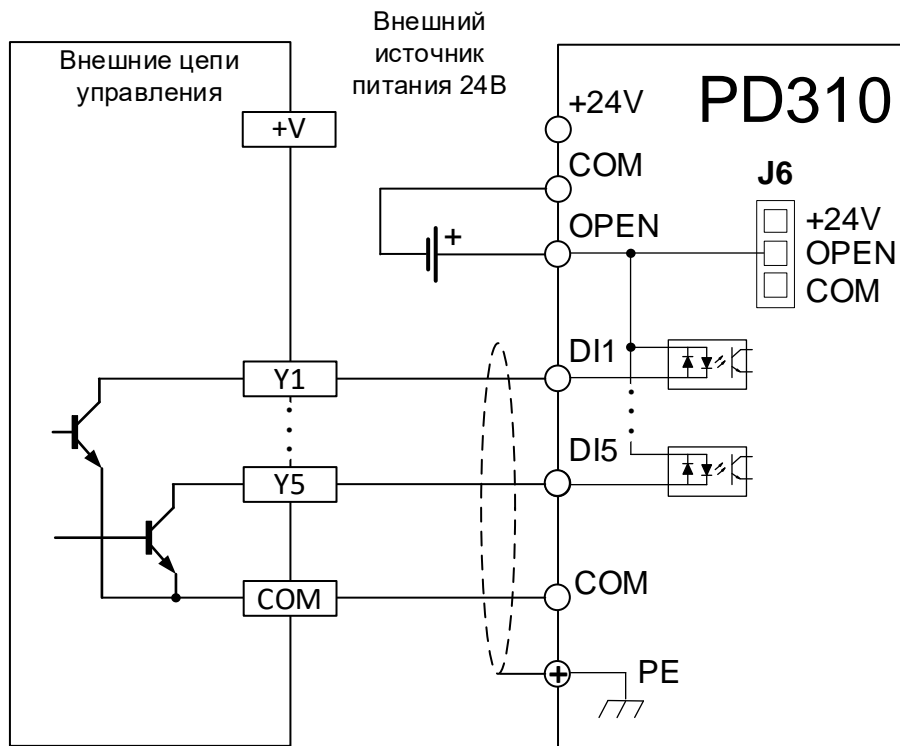 Внешние цепи
управления
Внешний
источник
питания 24В
+V
+24V
PD310
COM
J6
OPEN
+
+24V
OPEN
COM
DI1
Y1
DI5
Y5
COM
COM
PE